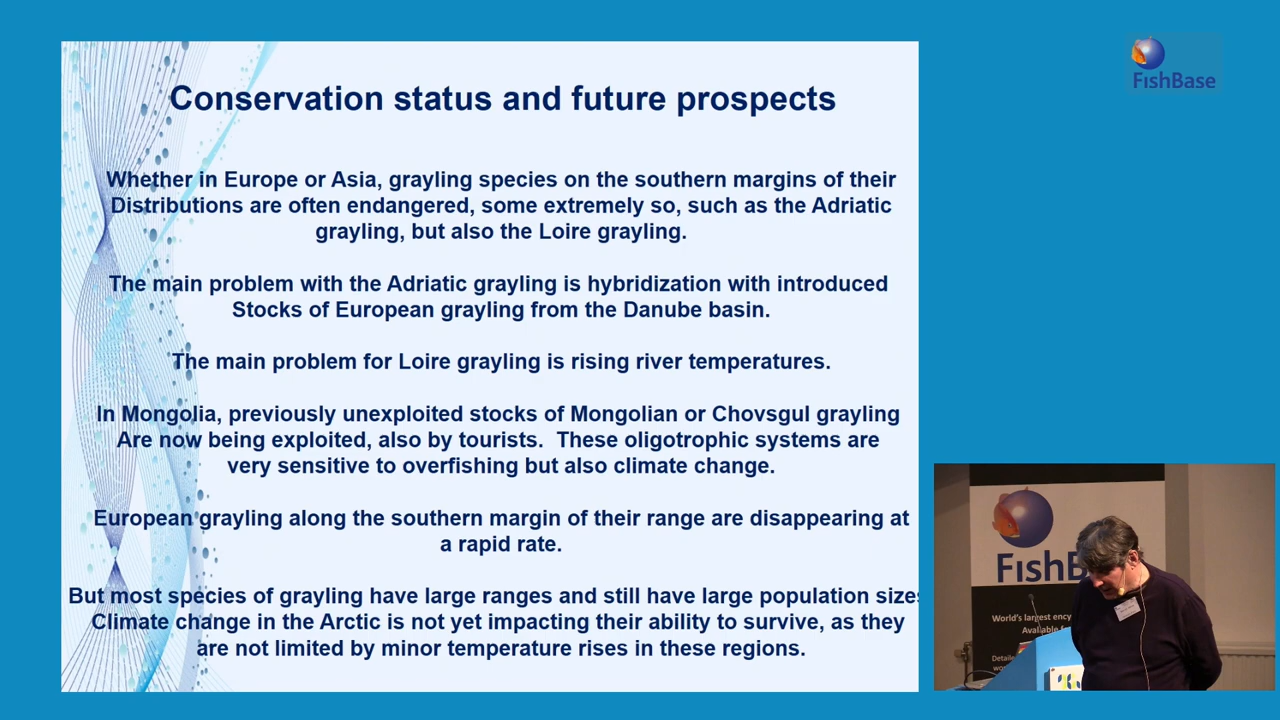 FishBase
Conservation status and future prospects
Whether in Europe or Asia, grayling species on the southern margins of their
Distributions are often endangered, some extremely so, such as the Adriatic
grayling, but also the Loire grayling.
The main problem with the Adriatic grayling is hybridization with introduced
Stocks of European grayling from the Danube basin.
The main problem for Loire grayling is rising river temperatures.
In Mongolia, previously unexploited stocks of Mongolian or Chovsgul grayling
Are now being exploited, also by tourists.  These oligotrophic systems are
very sensitive to overfishing but also climate change.
European grayling along the southern margin of their range are disappearing at
a rapid rate.
But most species of grayling have large ranges and still have large population sizes
Climate change in the Arctic is not yet impacting their ability to survive, as they
are not limited by minor temperature rises in these regions.
FishB
World's largest ency
Available f
Detaile